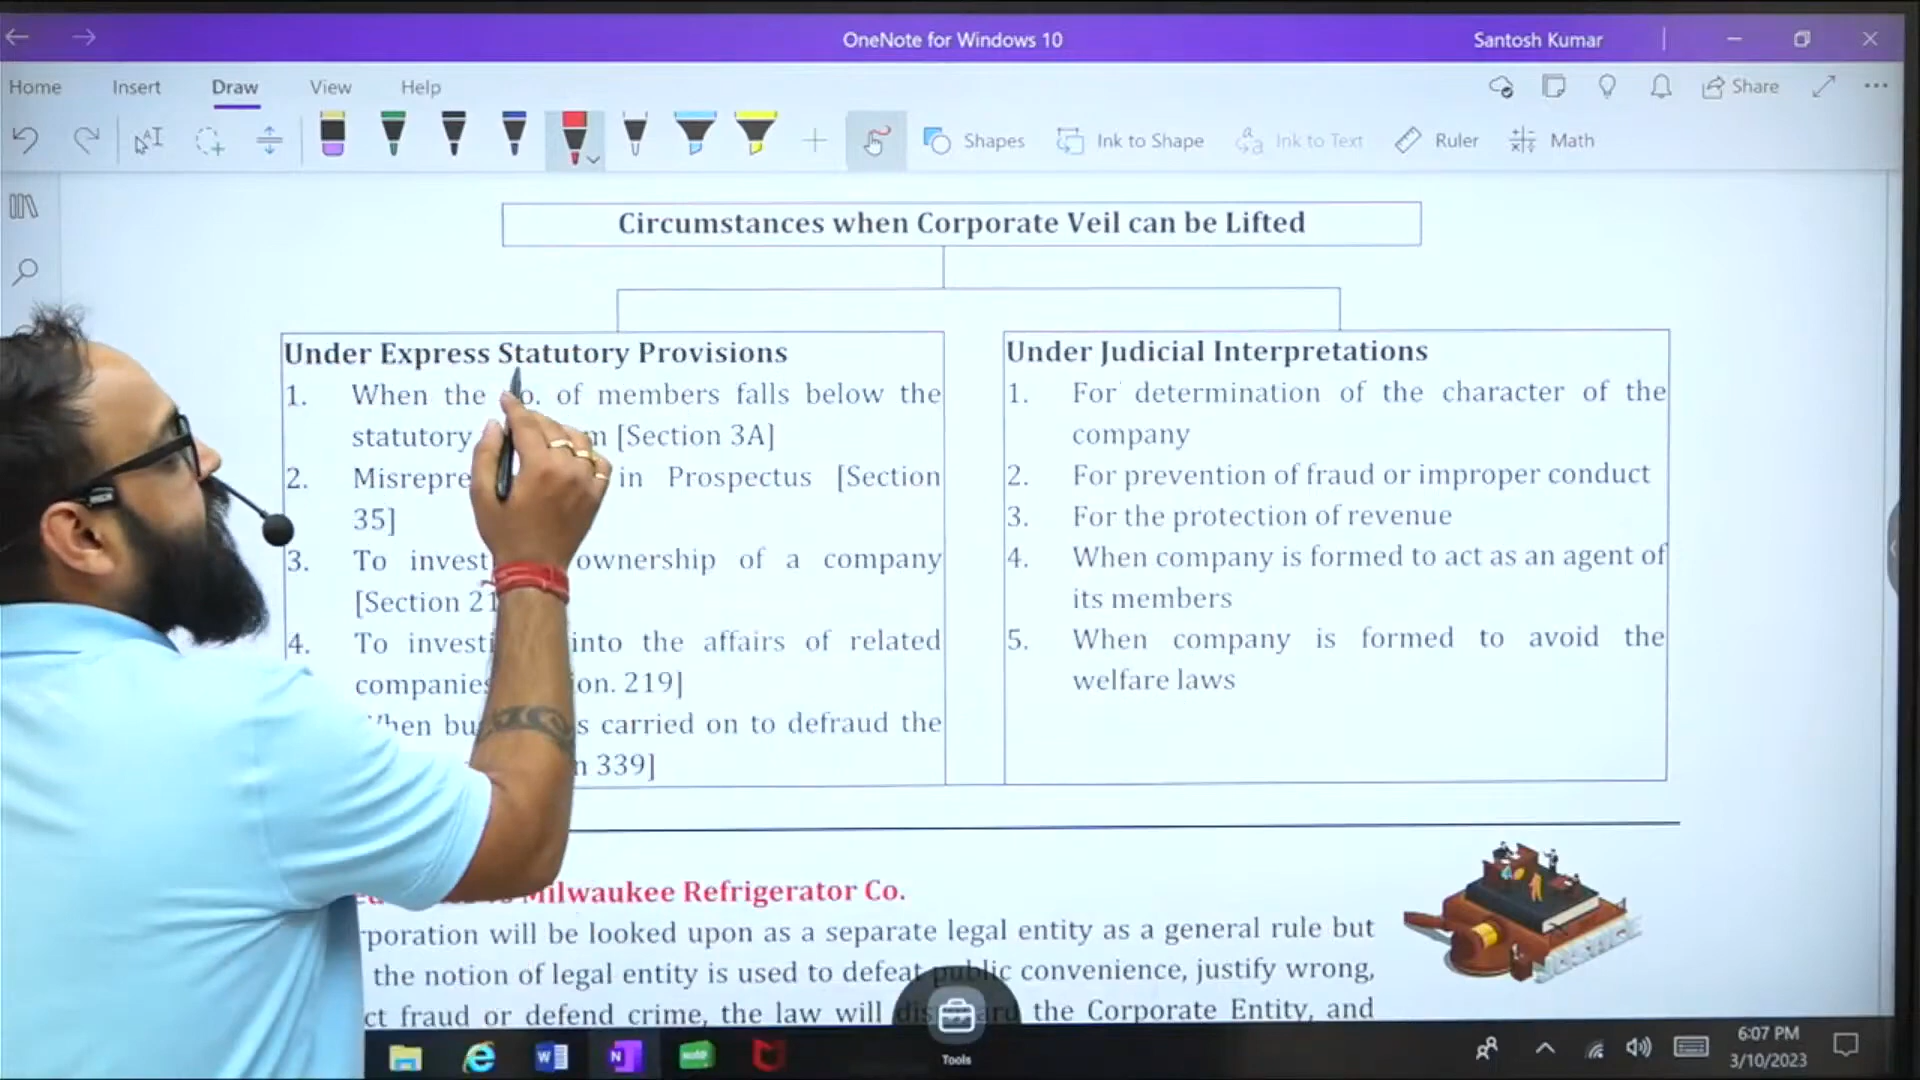 OneNote for Windows 10
Santosh Kumar
Home Insert Draw View Help
Share
Shapes Ink to Shape Ink to Text Ruler Math
Circumstances when Corporate Veil can be Lifted
Under Express Statutory Provisions
1. When the no. of members falls below the
statutory [Section 3A]
2. in Prospectus [Section
35]
3. To ownership of a company
[Section
4. To into the affairs of related
companies 219]
carried on to defraud the
339]
Under Judicial Interpretations
1. For determination of the character of the
company
2. For prevention of fraud or improper conduct
3. For the protection of revenue
4. When company is formed to act as an agent of
its members
5. When company is formed to avoid the
welfare laws
Milwaukee Refrigerator Co.
will be looked upon as a separate legal entity as a general rule but
the notion of legal entity is used to defeat public convenience, justify wrong,
fraud or defend crime, the law will the Corporate Entity, and
Tools
6:07 PM
3/10/2023